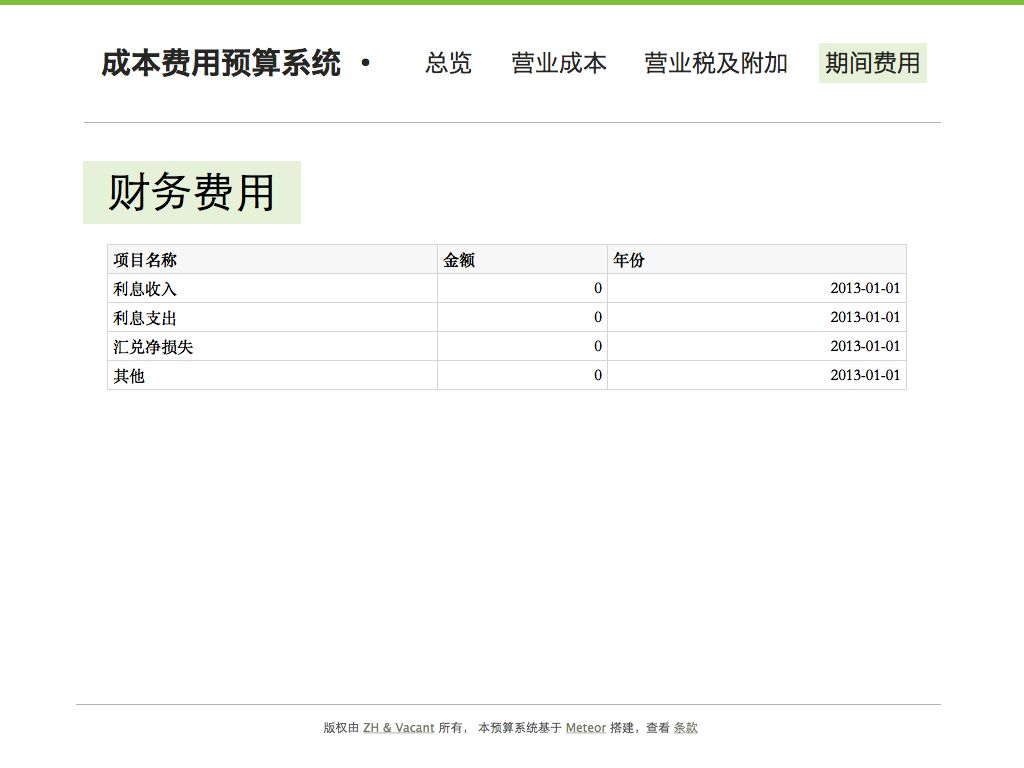 成本费用预算系统 • 总览 营业成本 营业税及附加 期间费用
财务费用
项目名称 金额 年份
利息收入 0 2013-01-01
利息支出 0 2013-01-01
汇兑净损失 0 2013-01-01
其他 0 2013-01-01
版权由 ZH & Vacant 所有， 本预算系统基于 Meteor 搭建，查看 条款